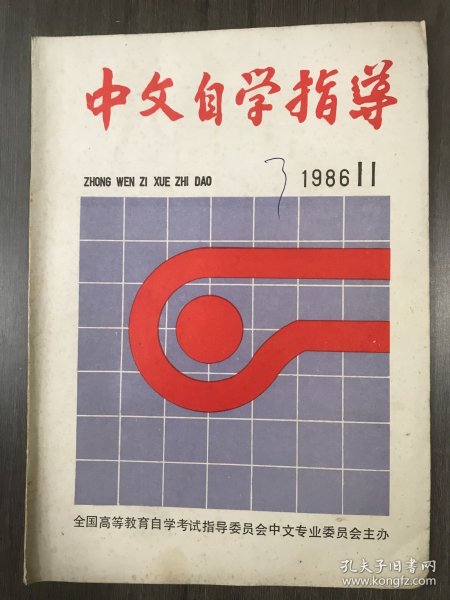 中文自学指导
ZHONG WEN ZI XUE ZHI DAO
1986 11
全国高等教育自学考试指导委员会中文专业委员会主办
孔夫子旧书网
www.kongfz.com